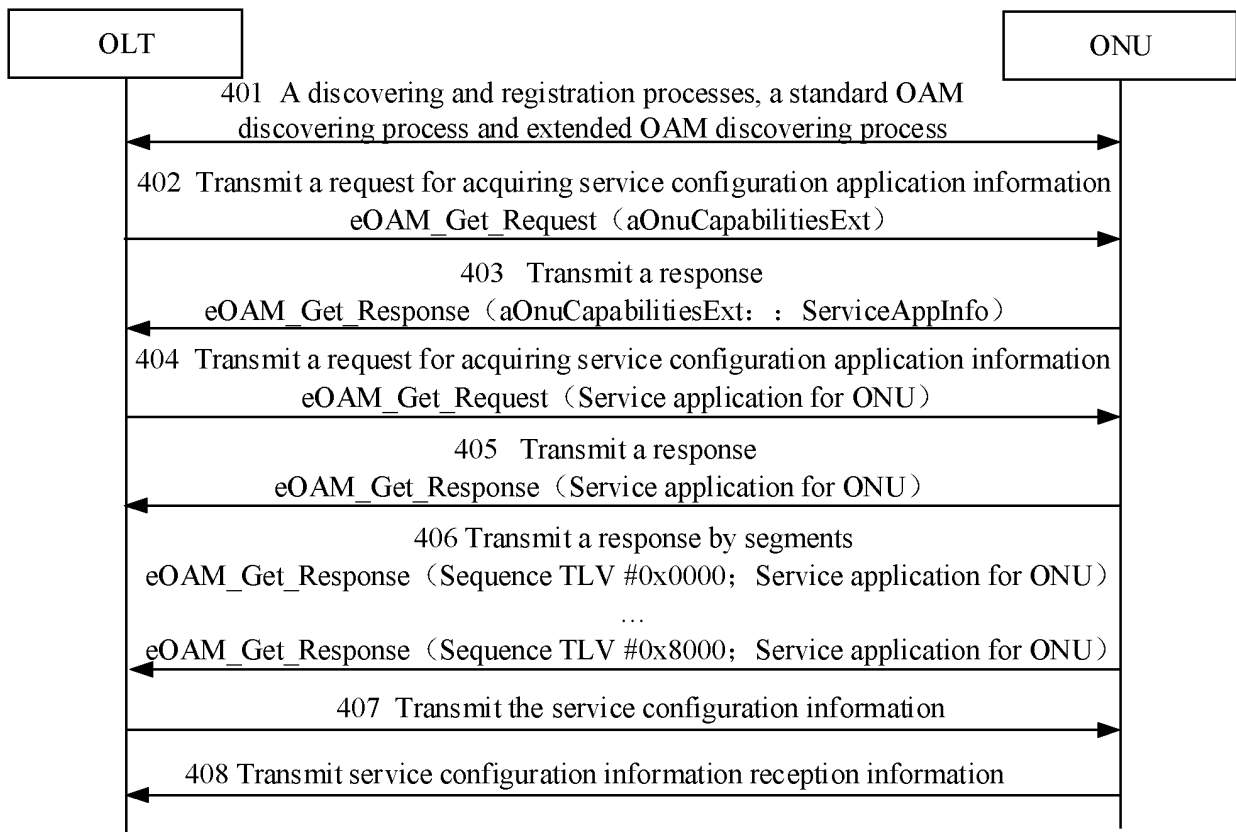 OLT
ONU
401 A discovering and registration processes, a standard OAM
discovering process and extended OAM discovering process
402 Transmit a request for acquiring service configuration application information
eOAM_Get_Request（aOnuCapabilitiesExt）
403 Transmit a response
eOAM_Get_Response（aOnuCapabilitiesExt：：ServiceAppInfo）
404 Transmit a request for acquiring service configuration application information
eOAM_Get_Request（Service application for ONU）
405 Transmit a response
eOAM_Get_Response（Service application for ONU）
406 Transmit a response by segments
eOAM_Get_Response（Sequence TLV #0x0000；Service application for ONU）
…
eOAM_Get_Response（Sequence TLV #0x8000；Service application for ONU）
407 Transmit the service configuration information
408 Transmit service configuration information reception information